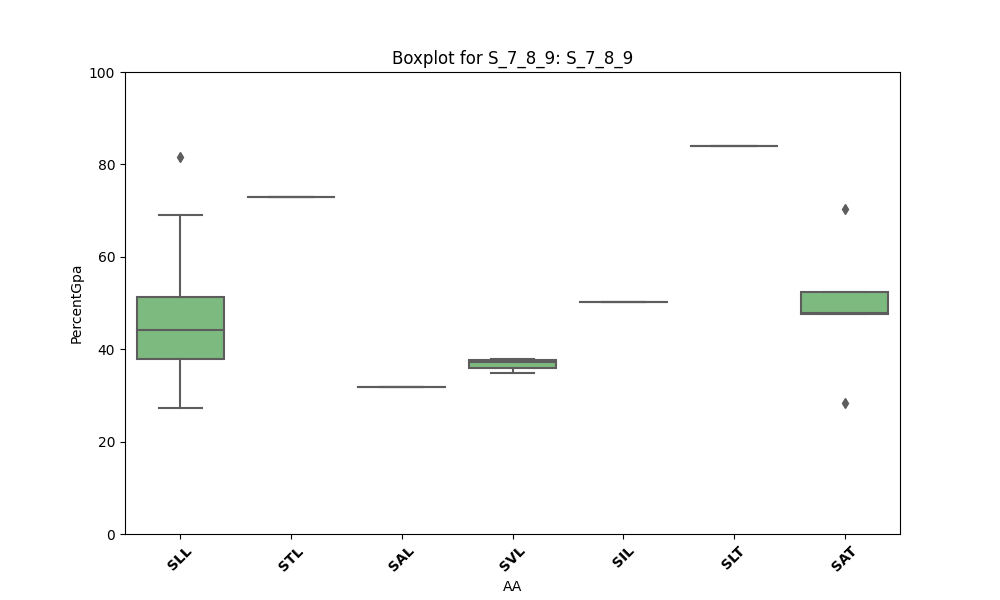 Boxplot for S_7_8_9: S_7_8_9
100
80
60
40
20
0
PercentGpa
SLL
STL
SAL
SVL
SIL
SLT
SAT
AA